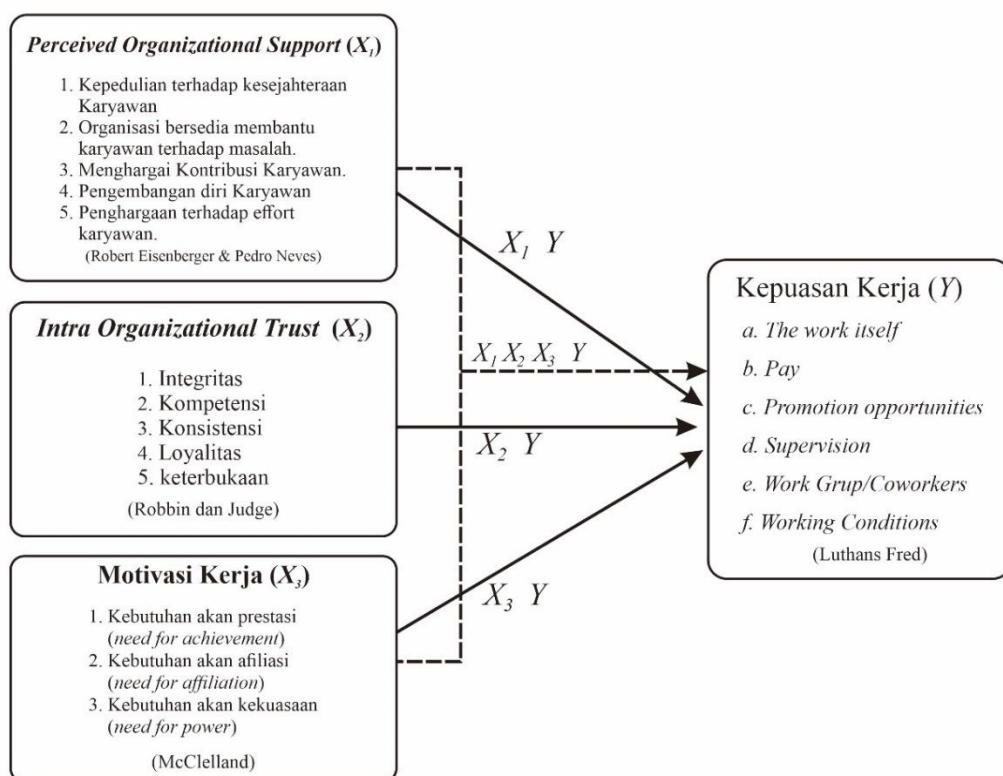 Perceived Organizational Support (X₁)
1. Kepedulian terhadap kesejahteraan
Karyawan
2. Organisasi bersedia membantu
karyawan terhadap masalah.
3. Menghargai Kontribusi Karyawan.
4. Pengembangan diri Karyawan
5. Penghargaan terhadap effort
karyawan.
(Robert Eisenberger & Pedro Neves)
Intra Organizational Trust (X₂)
1. Integritas
2. Kompetensi
3. Konsistensi
4. Loyalitas
5. keterbukaan
(Robbin dan Judge)
Motivasi Kerja (X₃)
1. Kebutuhan akan prestasi
(need for achievement)
2. Kebutuhan akan afiliasi
(need for affiliation)
3. Kebutuhan akan kekuasaan
(need for power)
(McClelland)
X₁ Y
X₁ X₂ X₃ Y
X₂ Y
X₃ Y
Kepuasan Kerja (Y)
a. The work itself
b. Pay
c. Promotion opportunities
d. Supervision
e. Work Grup/Coworkers
f. Working Conditions
(Luthans Fred)